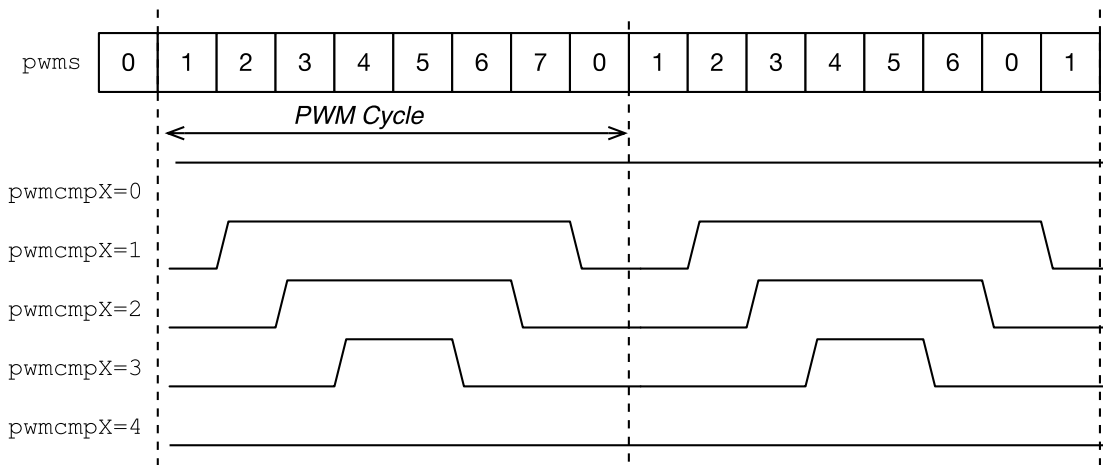 pwms 0 1 2 3 4 5 6 7 0 1 2 3 4 5 6 0 1
PWM Cycle
pwmcmpX=0
pwmcmpX=1
pwmcmpX=2
pwmcmpX=3
pwmcmpX=4